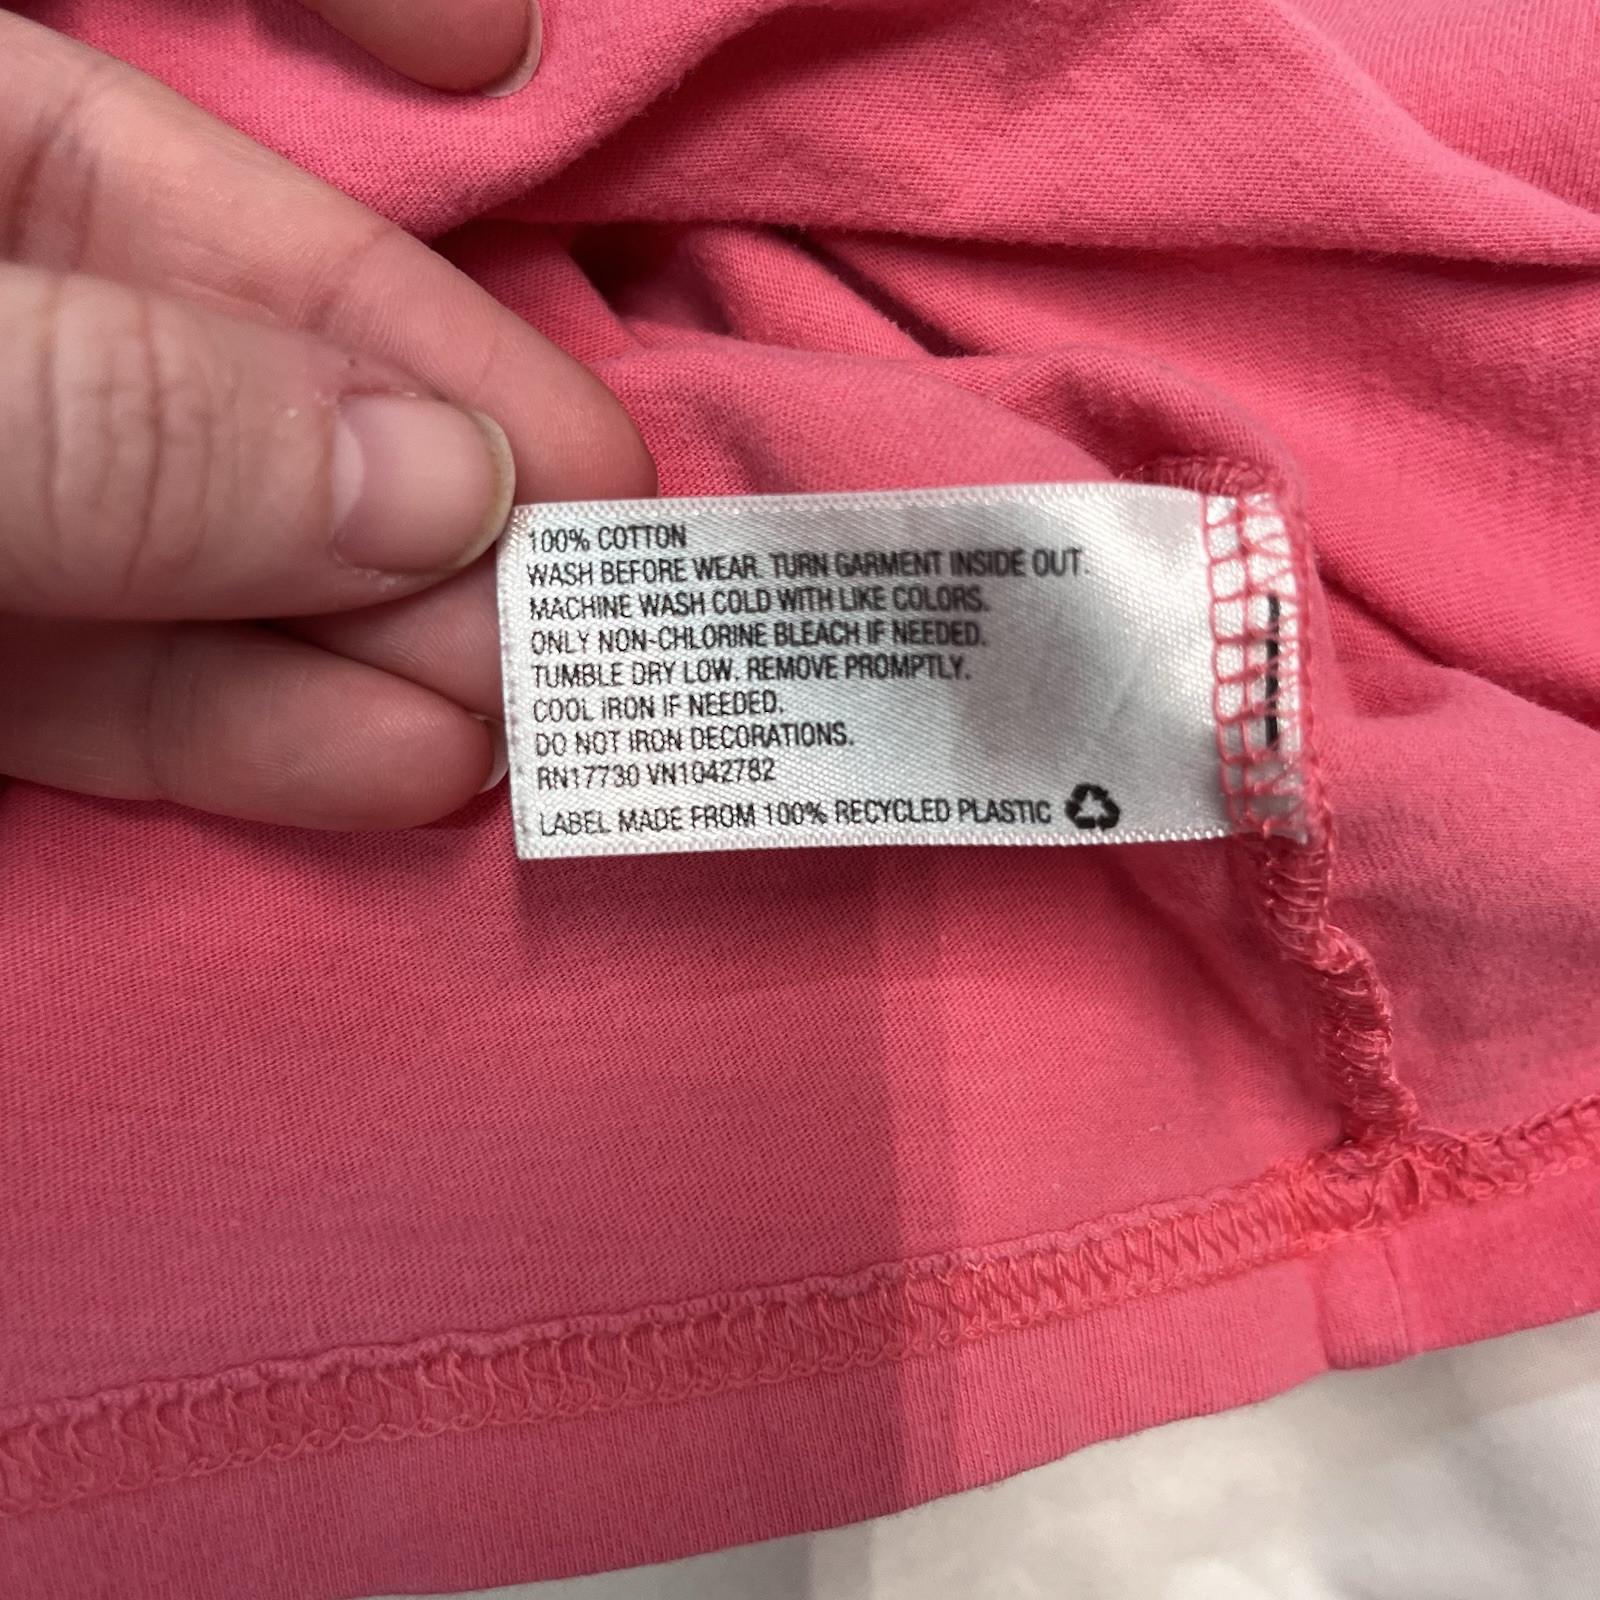 100% COTTON
WASH BEFORE WEAR. TURN GARMENT INSIDE OUT.
MACHINE WASH COLD WITH LIKE COLORS.
ONLY NON-CHLORINE BLEACH IF NEEDED.
TUMBLE DRY LOW. REMOVE PROMPTLY.
COOL IRON IF NEEDED.
DO NOT IRON DECORATIONS.
RN17730 VN1042782
LABEL MADE FROM 100% RECYCLED PLASTIC